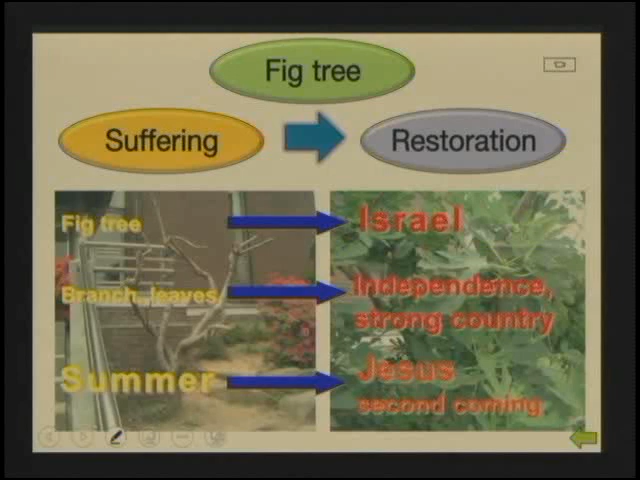 Fig tree
Suffering
Restoration
Fig tree
Israel
Branch, leaves
Independence,
strong country
Summer
Jesus
second coming